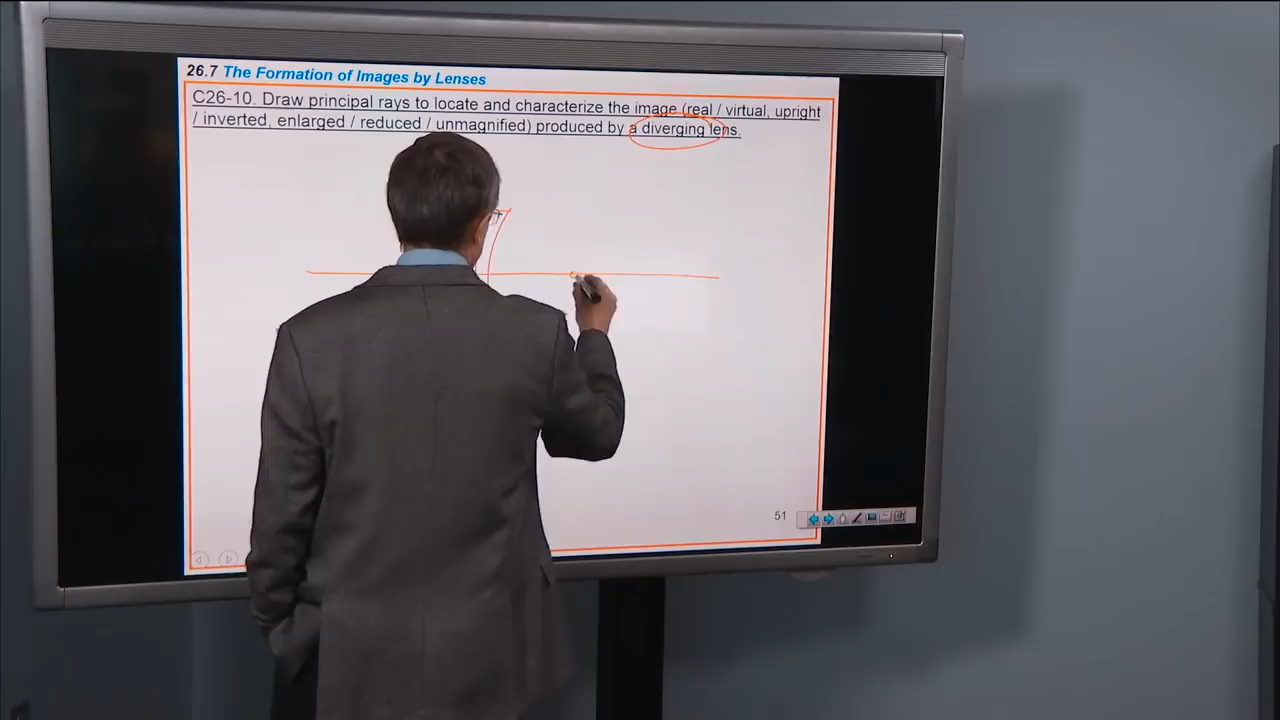 26.7 The Formation of Images by Lenses
C26-10. Draw principal rays to locate and characterize the image (real / virtual, upright
/ inverted, enlarged / reduced / unmagnified) produced by a diverging lens.
51